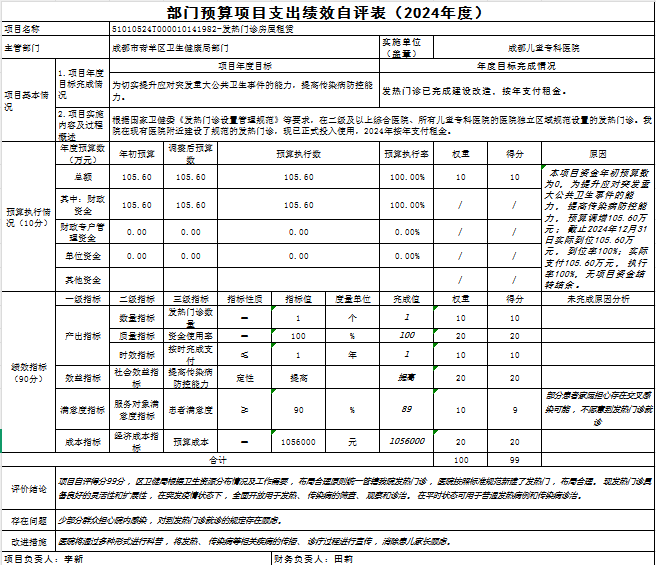 部门预算项目支出绩效自评表（2024年度）
项目名称 51010524T000010141982-发热门诊房屋租赁
主管部门 成都市青羊区卫生健康局部门 实施单位（盖章） 成都儿童专科医院
项目基本情况 1.项目年度目标完成情况 项目年度目标 年度目标完成情况
为切实提升应对突发重大公共卫生事件的能力，提高传染病防控能力。 发热门诊已完成建设改造，按年支付租金。
2.项目实施内容及过程概述 根据国家卫健委《发热门诊设置管理规范》等要求，在二级及以上综合医院、所有儿童专科医院的医院独立区域规范设置的发热门诊。我院在现有医院附近建设了规范的发热门诊，现已正式投入使用，2024年按年支付租金。
预算执行情况（10分） 年度预算数（万元） 年初预算 调整后预算数 预算执行数 预算执行率 权重 得分 原因
总额 105.60 105.60 105.60 100.00% 10 10 本项目资金年初预算数为0，为提升应对突发重大公共卫生事件的能力，提高传染病防控能力，预算调增105.60万元；截止2024年12月31日实际到位105.60万元，到位率100%；实际支付105.60万元，执行率100%，无项目资金结转结余。
其中：财政资金 105.60 105.60 105.60 100.00% / /
财政专户管理资金 0.00 0.00 0.00 0.00% / /
单位资金 0.00 0.00 0.00 0.00% / /
其他资金 / /
绩效指标（90分） 一级指标 二级指标 三级指标 指标性质 指标值 度量单位 完成值 权重 得分 未完成原因分析
产出指标 数量指标 发热门诊数量 ＝ 1 个 1 10 10
质量指标 资金使用率 ＝ 100 % 100 20 20
时效指标 按时完成支付 ≤ 1 年 1 10 10
效益指标 社会效益指标 提高传染病防控能力 定性 提高 提高 20 20
满意度指标 服务对象满意度指标 患者满意度 ≥ 90 % 89 10 9 部分患者家属担心存在交叉感染可能，不愿意到发热门诊就诊
成本指标 经济成本指标 预算成本 ＝ 1056000 元 1056000 20 20
合计 100 99
评价结论 项目自评得分99分，区卫健局根据卫生资源分布情况及工作需要，布局合理原则统一答建我院发热门诊，医院按照标准规范新建了发热门，布局合理。现发热门诊具备良好的灵活性和扩展性，在突发疫情状态下，全面开放用于发热、传染病的筛查、观察和诊治。在平时状态可用于普通发热病例和传染病诊治。
存在问题 少部分群众担心院内感染，对到发热门诊就诊的规定存在顾虑。
改进措施 医院将通过多种形式进行科普，将发热、传染病等相关疾病的传播、诊疗过程进行宣传，消除患儿家长顾虑。
项目负责人：李新 财务负责人：田莉